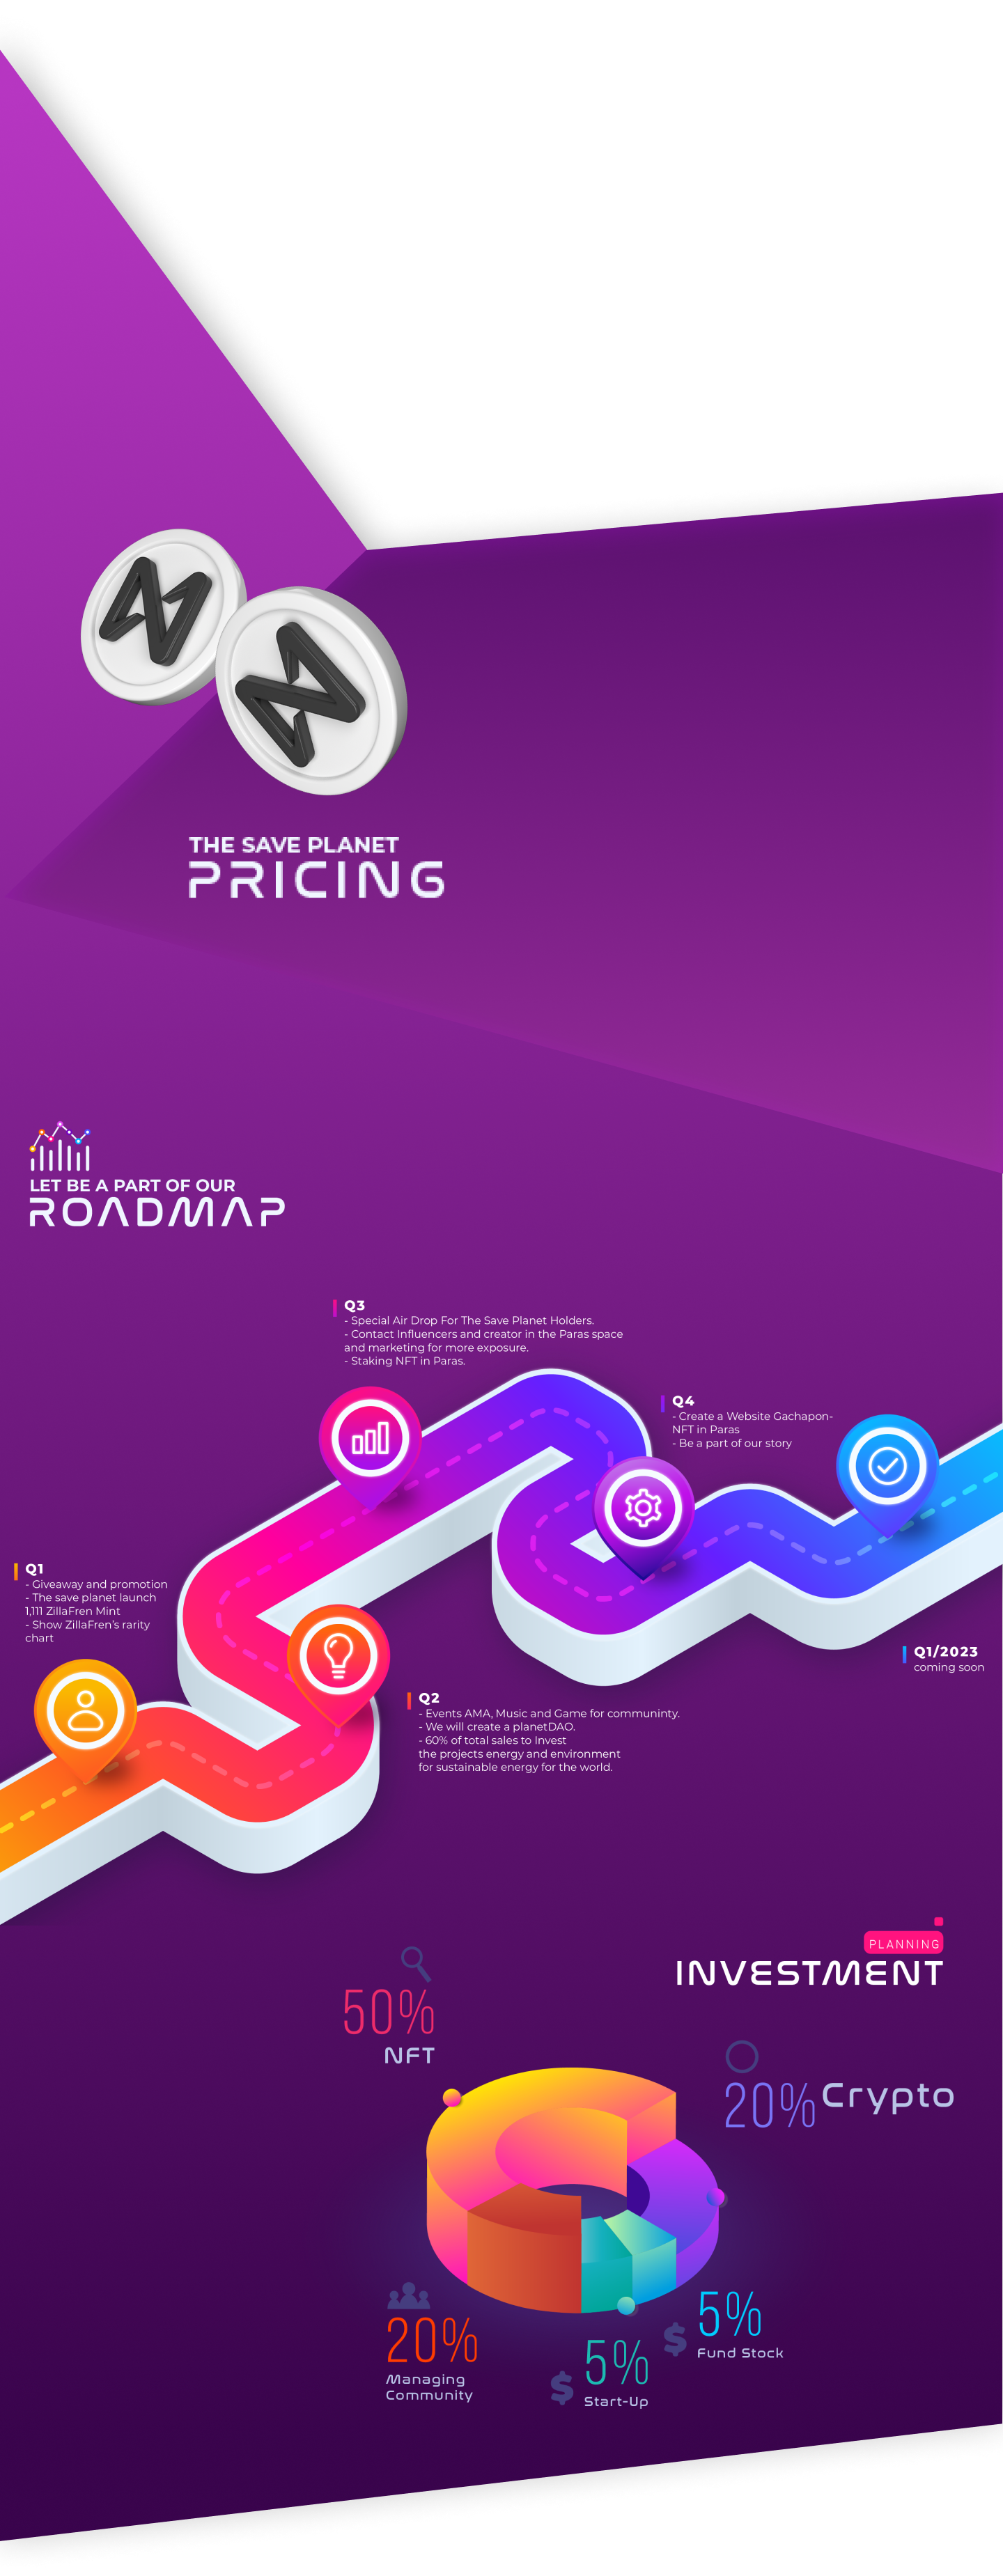 THE SAVE PLANET
PRICING
LET BE A PART OF OUR
ROADMAP
Q3
- Special Air Drop For The Save Planet Holders.
- Contact Influencers and creator in the Paras space
and marketing for more exposure.
- Staking NFT in Paras.
Q4
- Create a Website Gachapon-
NFT in Paras
- Be a part of our story
Q1
- Giveaway and promotion
- The save planet launch
1,111 ZillaFren Mint
- Show ZillaFren's rarity
chart
Q1/2023
coming soon
Q2
- Events AMA, Music and Game for communinty.
- We will create a planetDAO.
- 60% of total sales to Invest
the projects energy and environment
for sustainable energy for the world.
PLANNING
INVESTMENT
50%
NFT
20% Crypto
20%
Managing
Community
5%
Start-Up
5%
Fund Stock